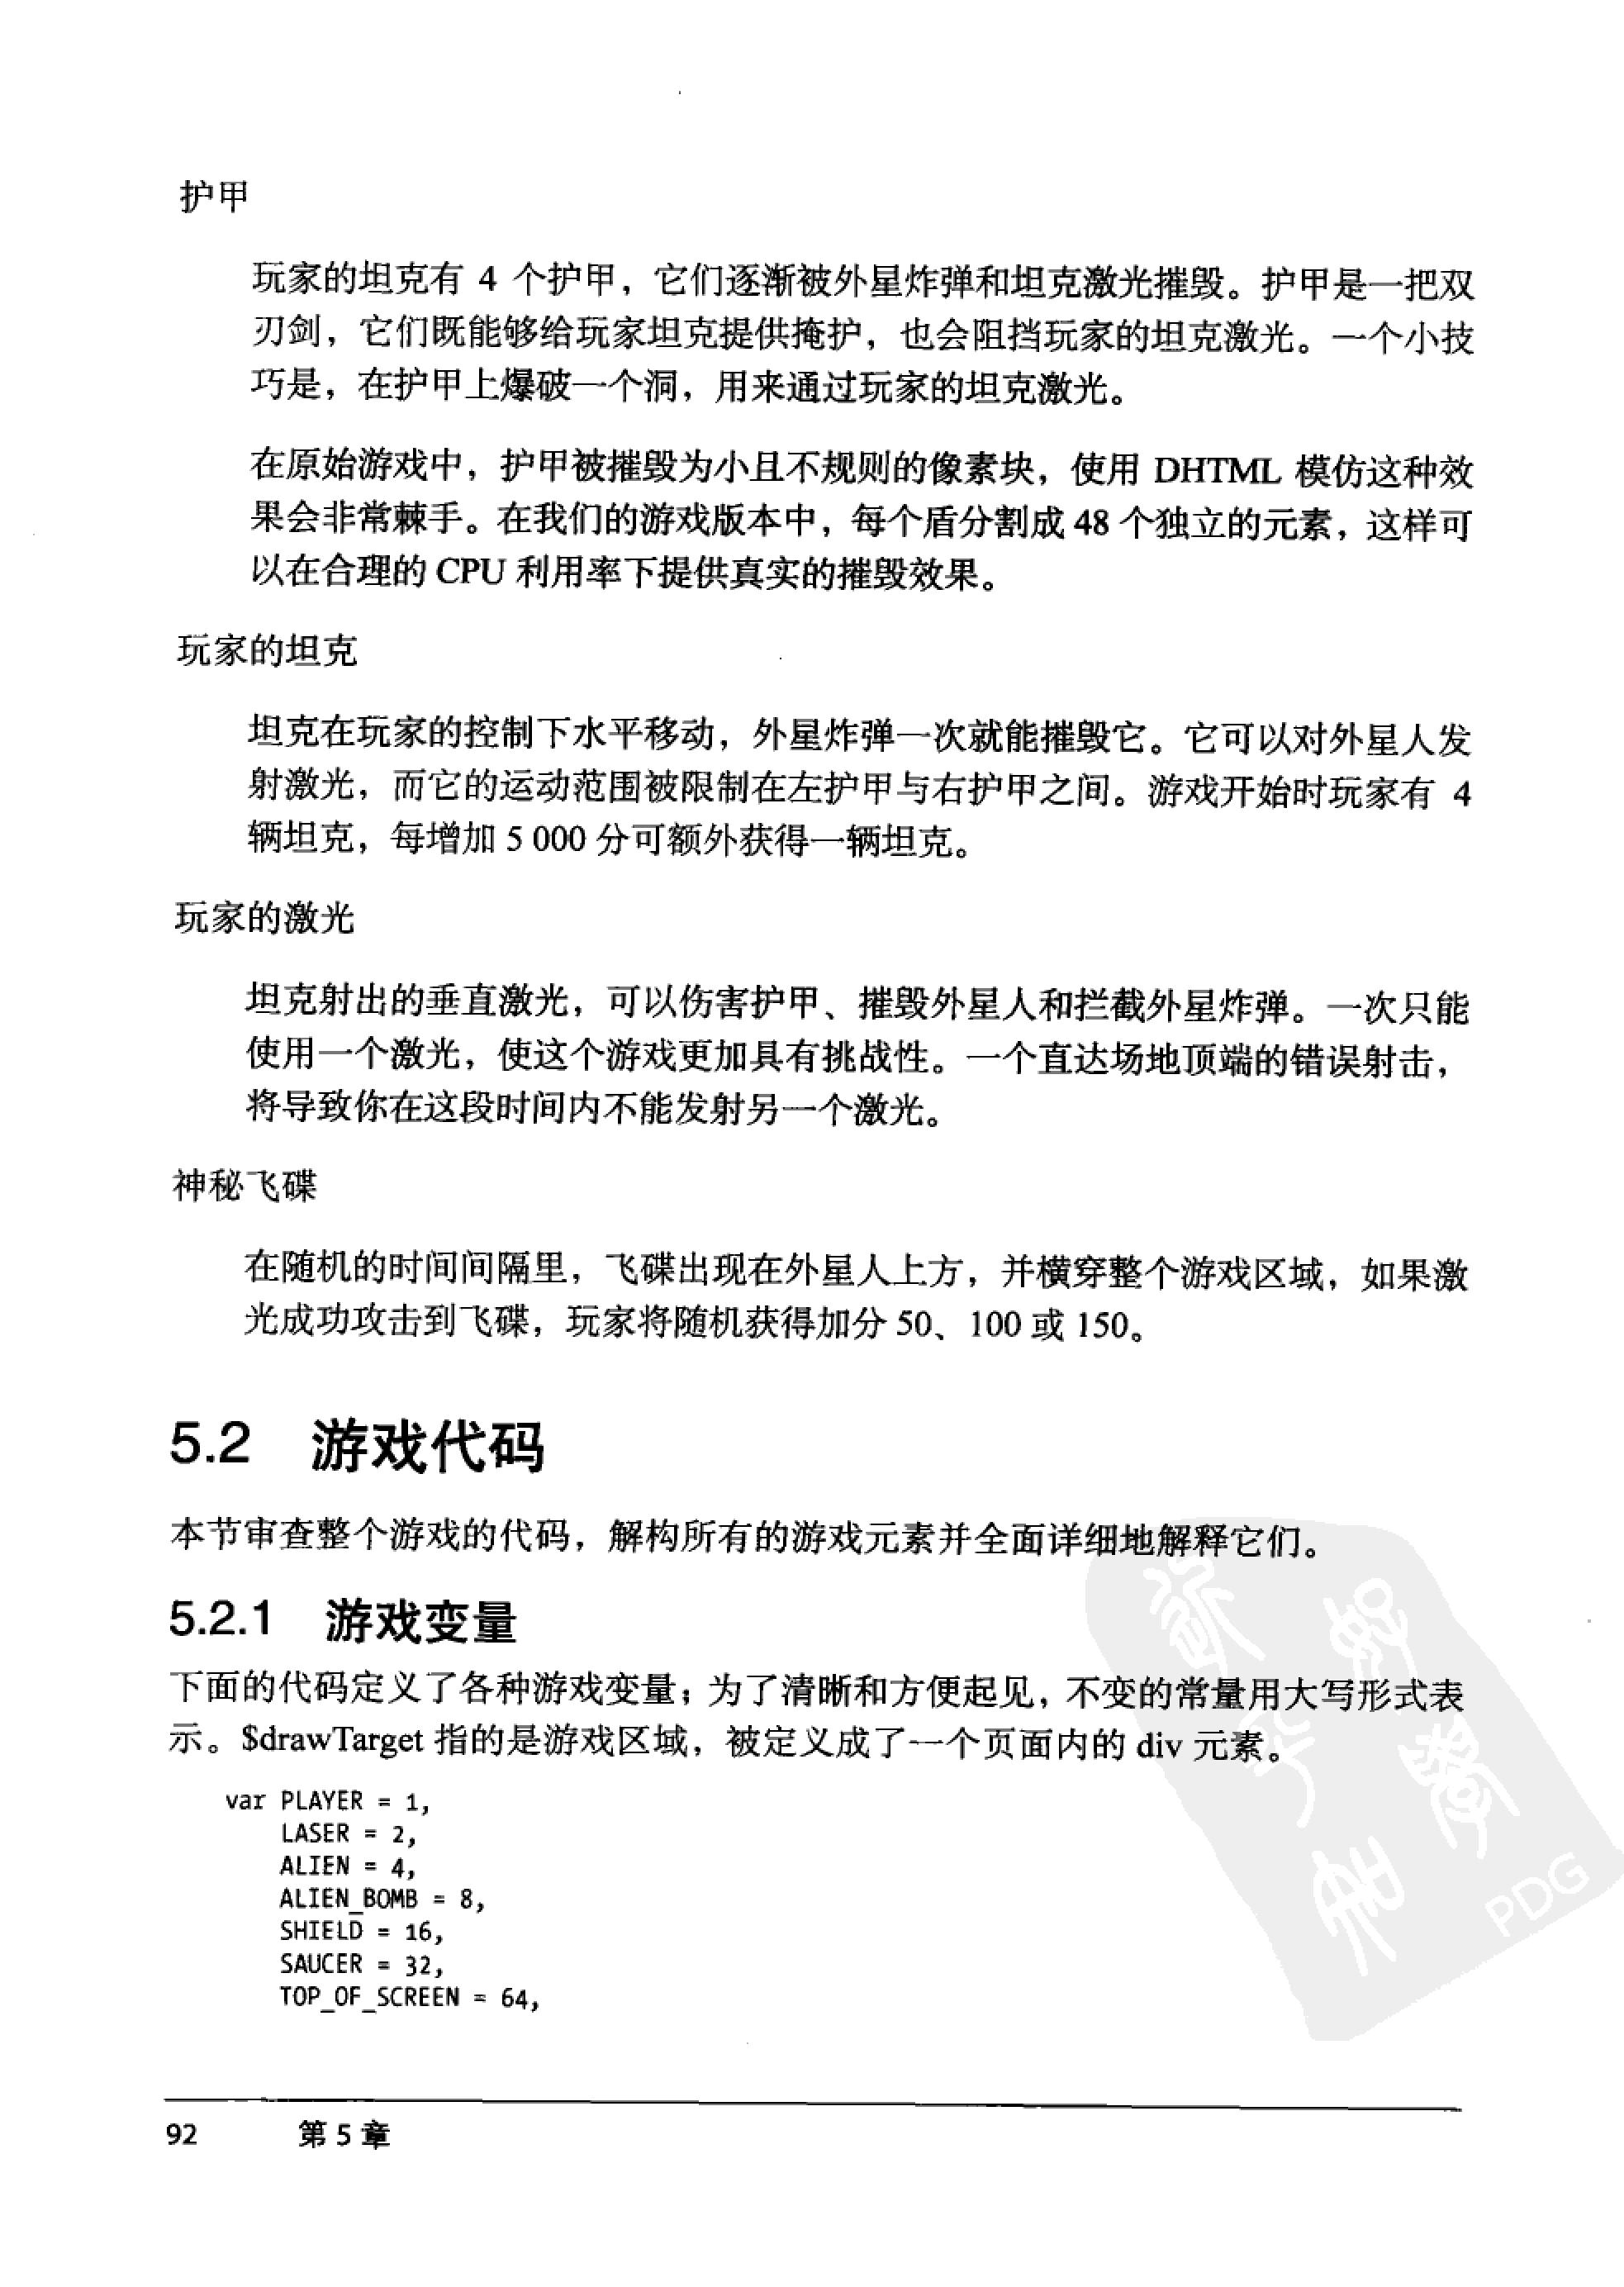 护甲
玩家的坦克有 4 个护甲，它们逐渐被外星炸弹和坦克激光摧毁。护甲是一把双
刃剑，它们既能够给玩家坦克提供掩护，也会阻挡玩家的坦克激光。一个小技
巧是，在护甲上爆破一个洞，用来通过玩家的坦克激光。
在原始游戏中，护甲被摧毁为小且不规则的像素块，使用 DHTML 模仿这种效
果会非常棘手。在我们的游戏版本中，每个盾分割成 48 个独立的元素，这样可
以在合理的 CPU 利用率下提供真实的摧毁效果。
玩家的坦克
坦克在玩家的控制下水平移动，外星炸弹一次就能摧毁它。它可以对外星人发
射激光，而它的运动范围被限制在左护甲与右护甲之间。游戏开始时玩家有 4
辆坦克，每增加 5 000 分可额外获得一辆坦克。
玩家的激光
坦克射出的垂直激光，可以伤害护甲、摧毁外星人和拦截外星炸弹。一次只能
使用一个激光，使这个游戏更加具有挑战性。一个直达场地顶端的错误射击，
将导致你在这段时间内不能发射另一个激光。
神秘飞碟
在随机的时间间隔里，飞碟出现在外星人上方，并横穿整个游戏区域，如果激
光成功攻击到飞碟，玩家将随机获得加分 50、100 或 150。
5.2 游戏代码
本节审查整个游戏的代码，解构所有的游戏元素并全面详细地解释它们。
5.2.1 游戏变量
下面的代码定义了各种游戏变量；为了清晰和方便起见，不变的常量用大写形式表
示。$drawTarget 指的是游戏区域，被定义成了一个页面内的 div 元素。
var PLAYER = 1,
LASER = 2,
ALIEN = 4,
ALIEN_BOMB = 8,
SHIELD = 16,
SAUCER = 32,
TOP_OF_SCREEN = 64,
PDG
92 第 5 章